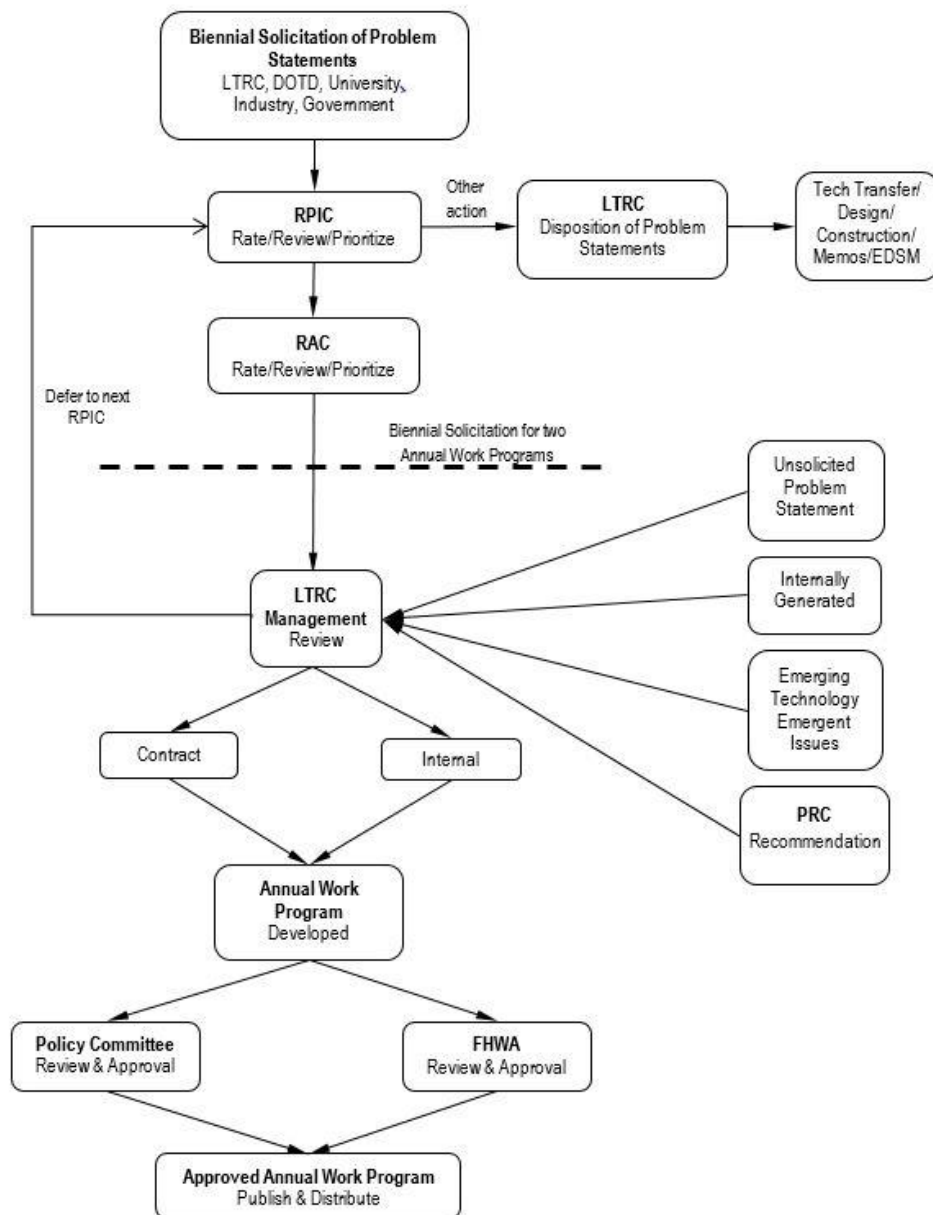 Biennial Solicitation of Problem
Statements
LTRC, DOTD, University,
Industry, Government
RPIC
Rate/Review/Prioritize
Other
action
LTRC
Disposition of Problem
Statements
Tech Transfer/
Design/
Construction/
Memos/EDSM
RAC
Rate/Review/Prioritize
Defer to next
RPIC
Biennial Solicitation for two
Annual Work Programs
Unsolicited
Problem
Statement
LTRC
Management
Review
Internally
Generated
Emerging
Technology
Emergent
Issues
Contract
Internal
PRC
Recommendation
Annual Work
Program
Developed
Policy Committee
Review & Approval
FHWA
Review & Approval
Approved Annual Work Program
Publish & Distribute